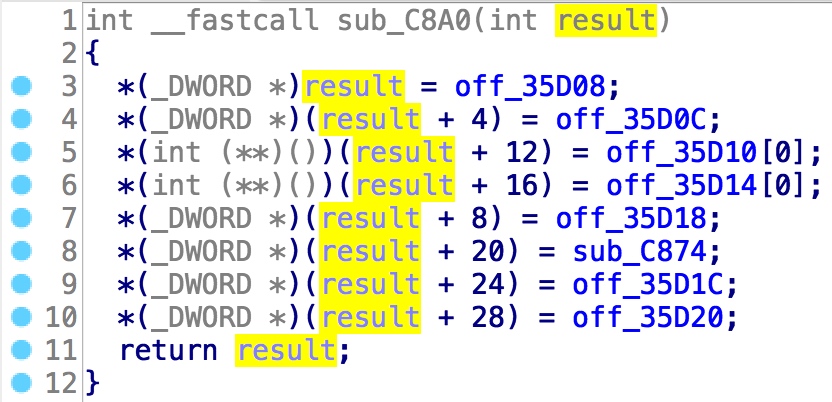 1 int __fastcall sub_C8A0(int result)
2 {
3 *(_DWORD *)result = off_35D08;
4 *(_DWORD *)(result + 4) = off_35D0C;
5 *(int (**)())(result + 12) = off_35D10[0];
6 *(int (**)())(result + 16) = off_35D14[0];
7 *(_DWORD *)(result + 8) = off_35D18;
8 *(_DWORD *)(result + 20) = sub_C874;
9 *(_DWORD *)(result + 24) = off_35D1C;
10 *(_DWORD *)(result + 28) = off_35D20;
11 return result;
12 }